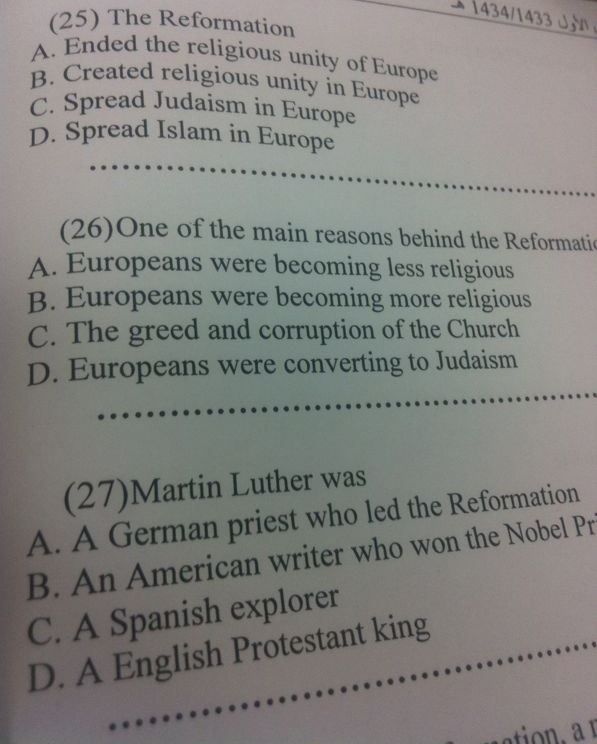 الأول 1434/1433 هـ
(25) The Reformation
A. Ended the religious unity of Europe
B. Created religious unity in Europe
C. Spread Judaism in Europe
D. Spread Islam in Europe
(26)One of the main reasons behind the
A. Europeans were becoming less religious
B. Europeans were becoming more religious
C. The greed and corruption of the Church
D. Europeans were converting to Judaism
(27)Martin Luther was
A. A German priest who led the Reformation
B. An American writer who won the Nobel
C. A Spanish explorer
D. A English Protestant king